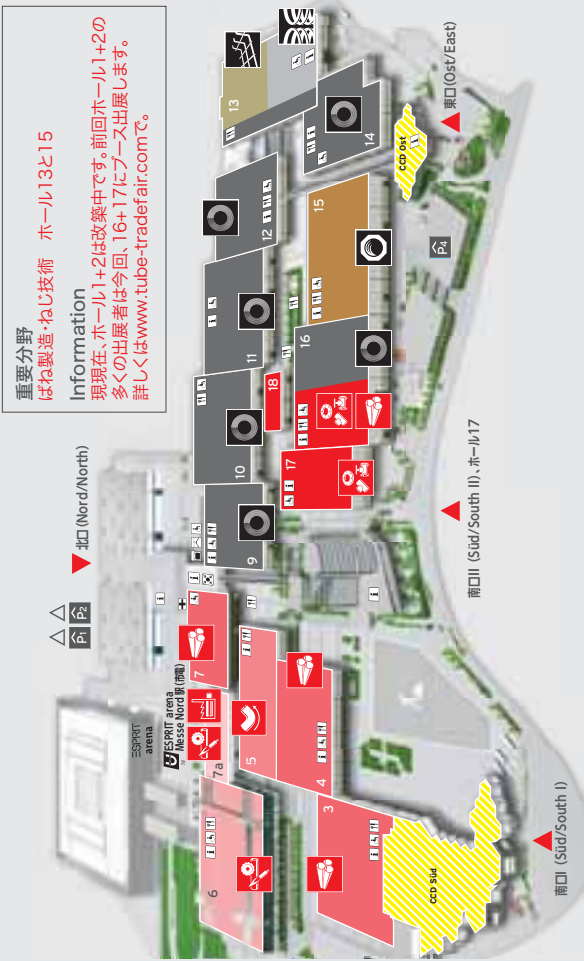 重要分野
ばね製造・ねじ技術　ホール13と15
Information
現現在、ホール1+2は改築中です。前回ホール1+2の
多くの出展者は今回、16+17にブース出展します。
詳しくはwww.tube-tradefair.comで。
P1 P2
北口(Nord/North)
ESPRIT
arena
U ESPRIT arena
Messe Nord 駅(市電)
6
7a
7
5
4
3
9
10
11
12
13
14
15
16
17
18
CCD Süd
CCD Ost
P4
東口(Ost/East)
南口II (Süd/South II)、ホール17
南口I (Süd/South I)